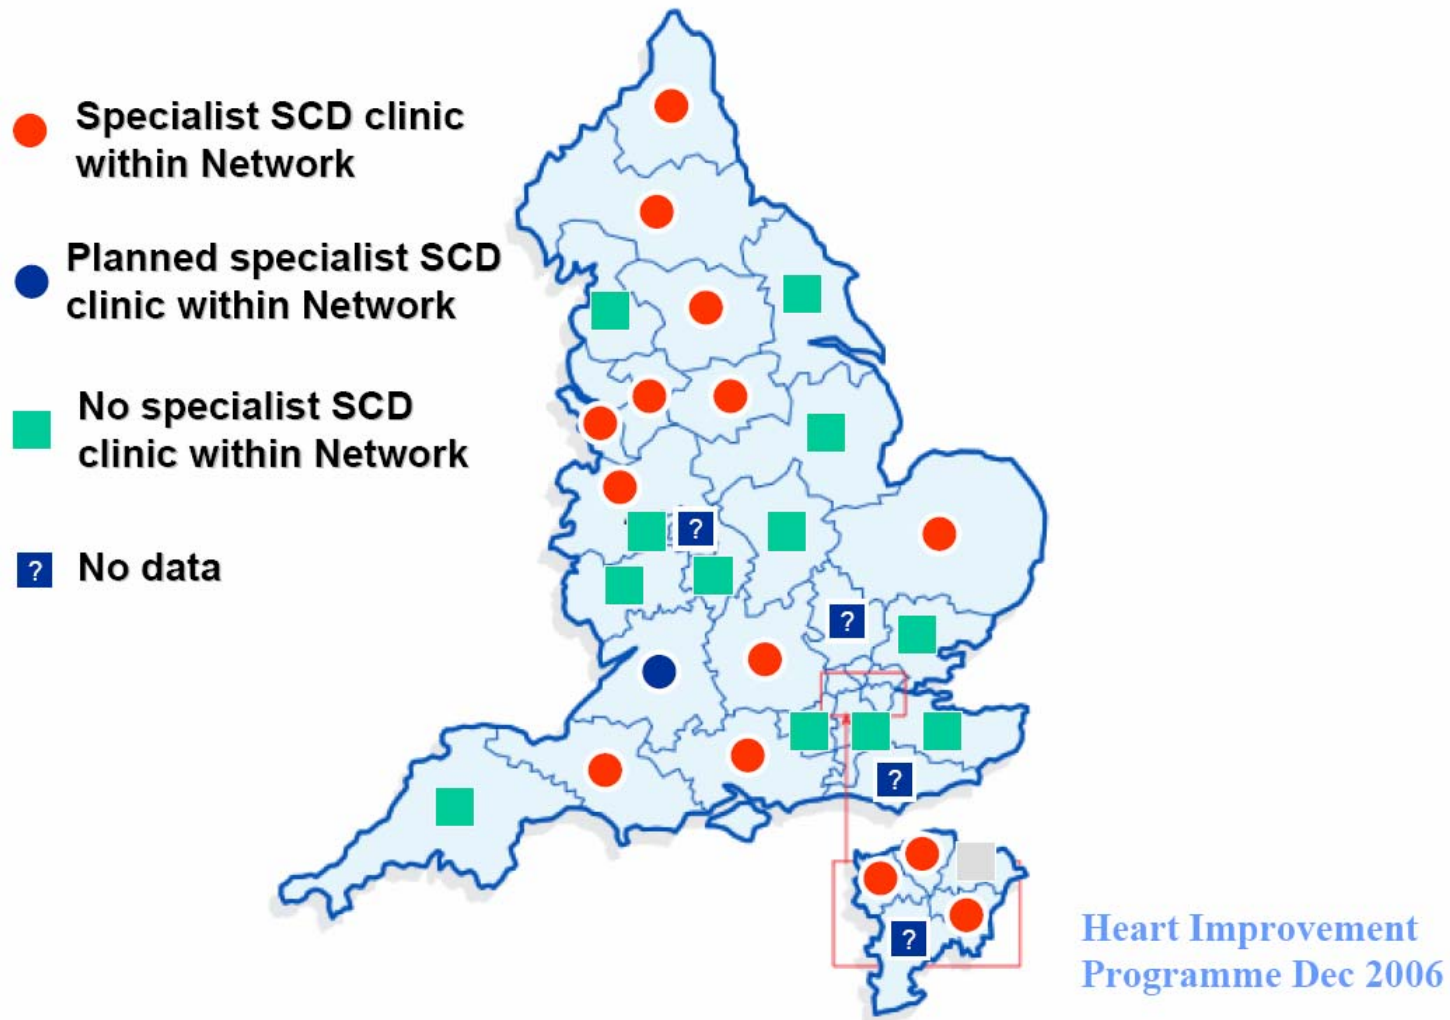 Specialist SCD clinic
within Network
Planned specialist SCD
clinic within Network
No specialist SCD
clinic within Network
?
No data
?
?
?
?
Heart Improvement
Programme Dec 2006